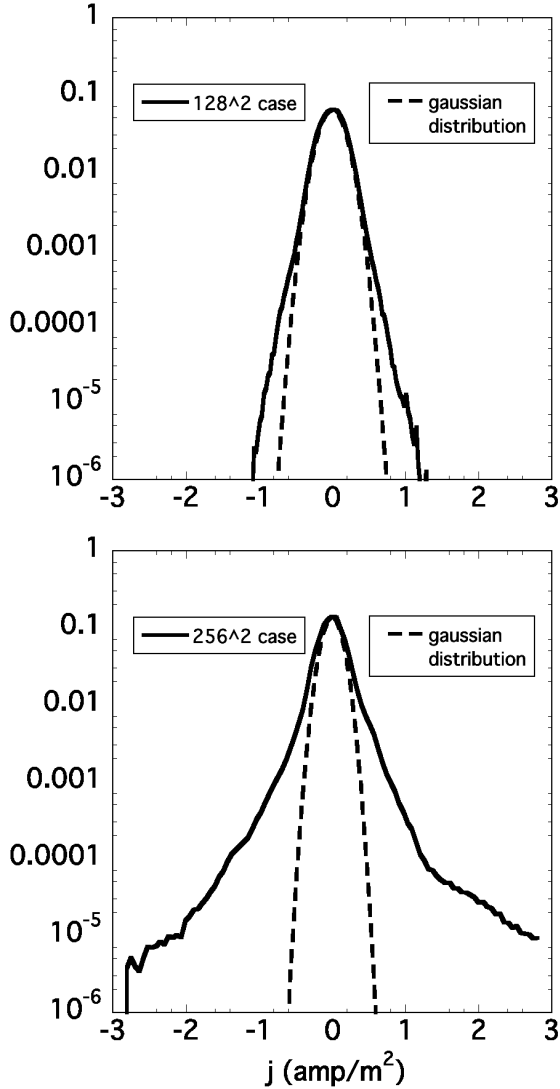 1
0.1
128^2 case
gaussian
distribution
0.01
0.001
0.0001
10-5
10-6
-3 -2 -1 0 1 2 3
1
0.1
256^2 case
gaussian
distribution
0.01
0.001
0.0001
10-5
10-6
-3 -2 -1 0 1 2 3
j (amp/m2)